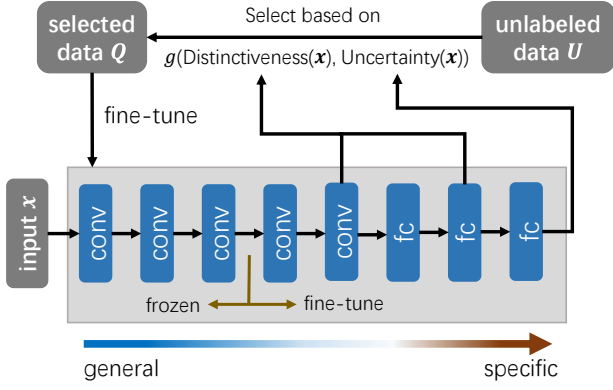 selected
data Q
Select based on
g(Distinctiveness(x), Uncertainty(x))
unlabeled
data U
fine-tune
input x
conv
conv
conv
conv
conv
fc
fc
fc
frozen
fine-tune
general
specific